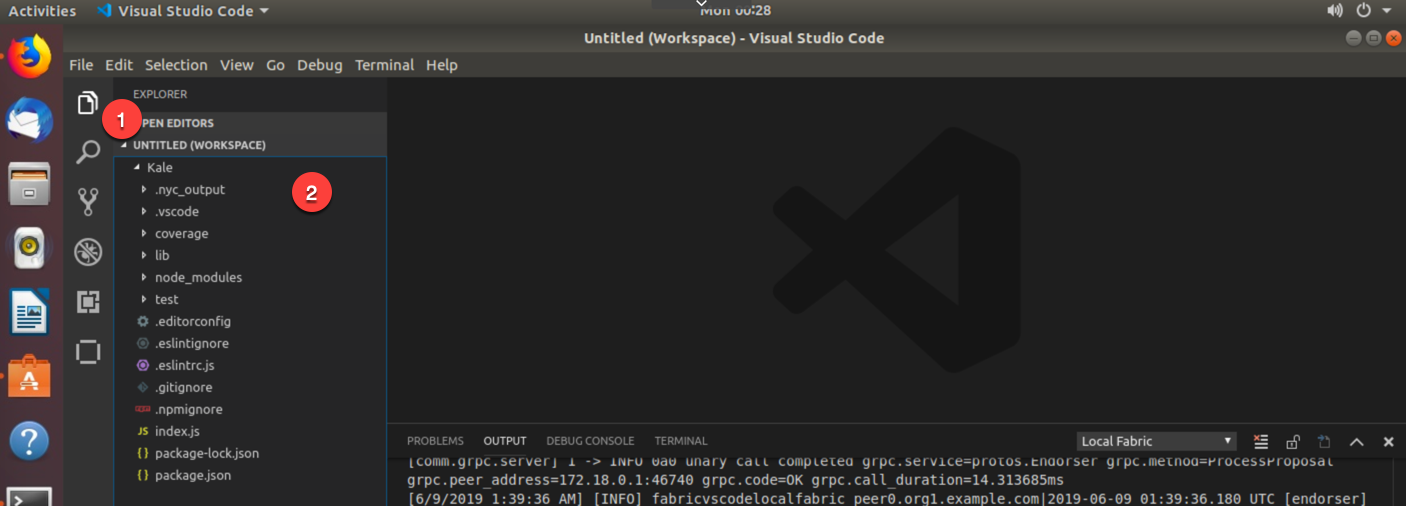 Activities Visual Studio Code Mon 00:28
Untitled (Workspace) - Visual Studio Code
File Edit Selection View Go Debug Terminal Help
EXPLORER
1
PEN EDITORS
UNTITLED (WORKSPACE)
Kale
2
.nyc_output
.vscode
coverage
lib
node_modules
test
.editorconfig
.eslintignore
.eslintrc.js
.gitignore
.npmignore
JS index.js
{} package-lock.json
{} package.json
PROBLEMS OUTPUT DEBUG CONSOLE TERMINAL Local Fabric
[comm.grpc.server] 1 -> INFO 0a0 unary call completed grpc.service=protos.Endorser grpc.method=ProcessProposal
grpc.peer_address=172.18.0.1:46740 grpc.code=OK grpc.call_duration=14.313685ms
[6/9/2019 1:39:36 AM] [INFO] fabricvscodelocalfabric peer0.org1.example.com|2019-06-09 01:39:36.180 UTC [endorser]